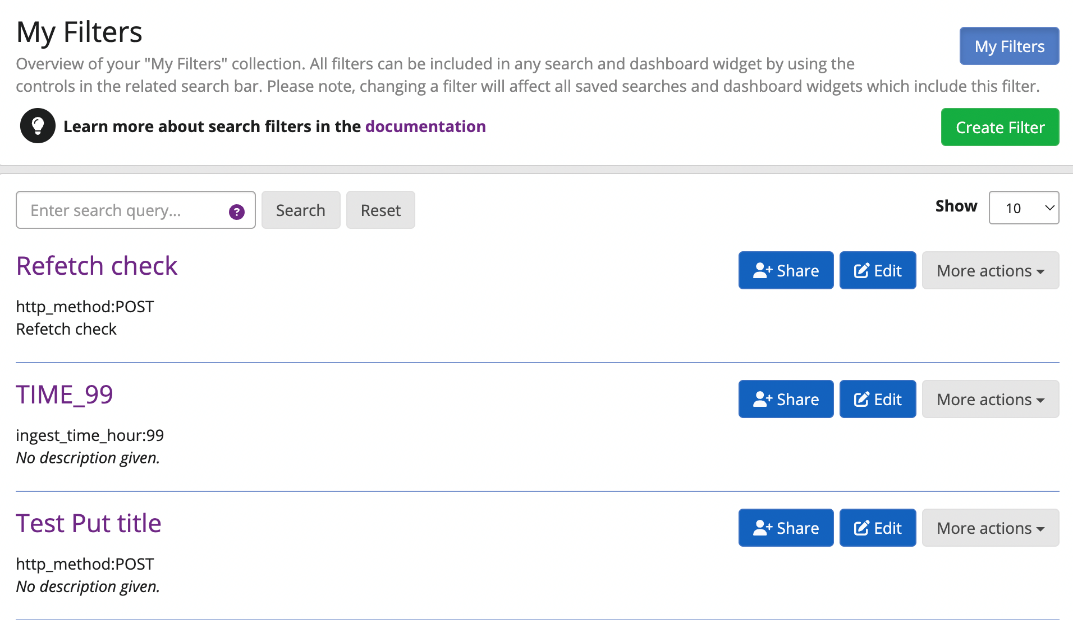 My Filters
My Filters
Overview of your "My Filters" collection. All filters can be included in any search and dashboard widget by using the
controls in the related search bar. Please note, changing a filter will affect all saved searches and dashboard widgets which include this filter.
Learn more about search filters in the documentation
Create Filter
Enter search query... ?
Search
Reset
Show
10
Refetch check
Share
Edit
More actions
http_method:POST
Refetch check
TIME_99
Share
Edit
More actions
ingest_time_hour:99
No description given.
Test Put title
Share
Edit
More actions
http_method:POST
No description given.